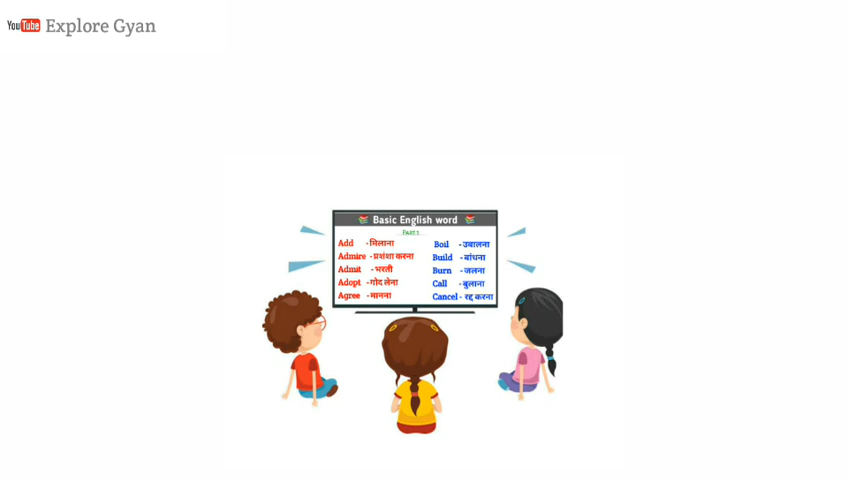 YouTube Explore Gyan
Basic English word
PART 1
Add - मिलाना
Admire - प्रशंशा करना
Admit - भरती
Adopt - गोद लेना
Agree - मानना
Boil - उबालना
Build - बांधना
Burn - जलना
Call - बुलाना
Cancel - रद्द करना